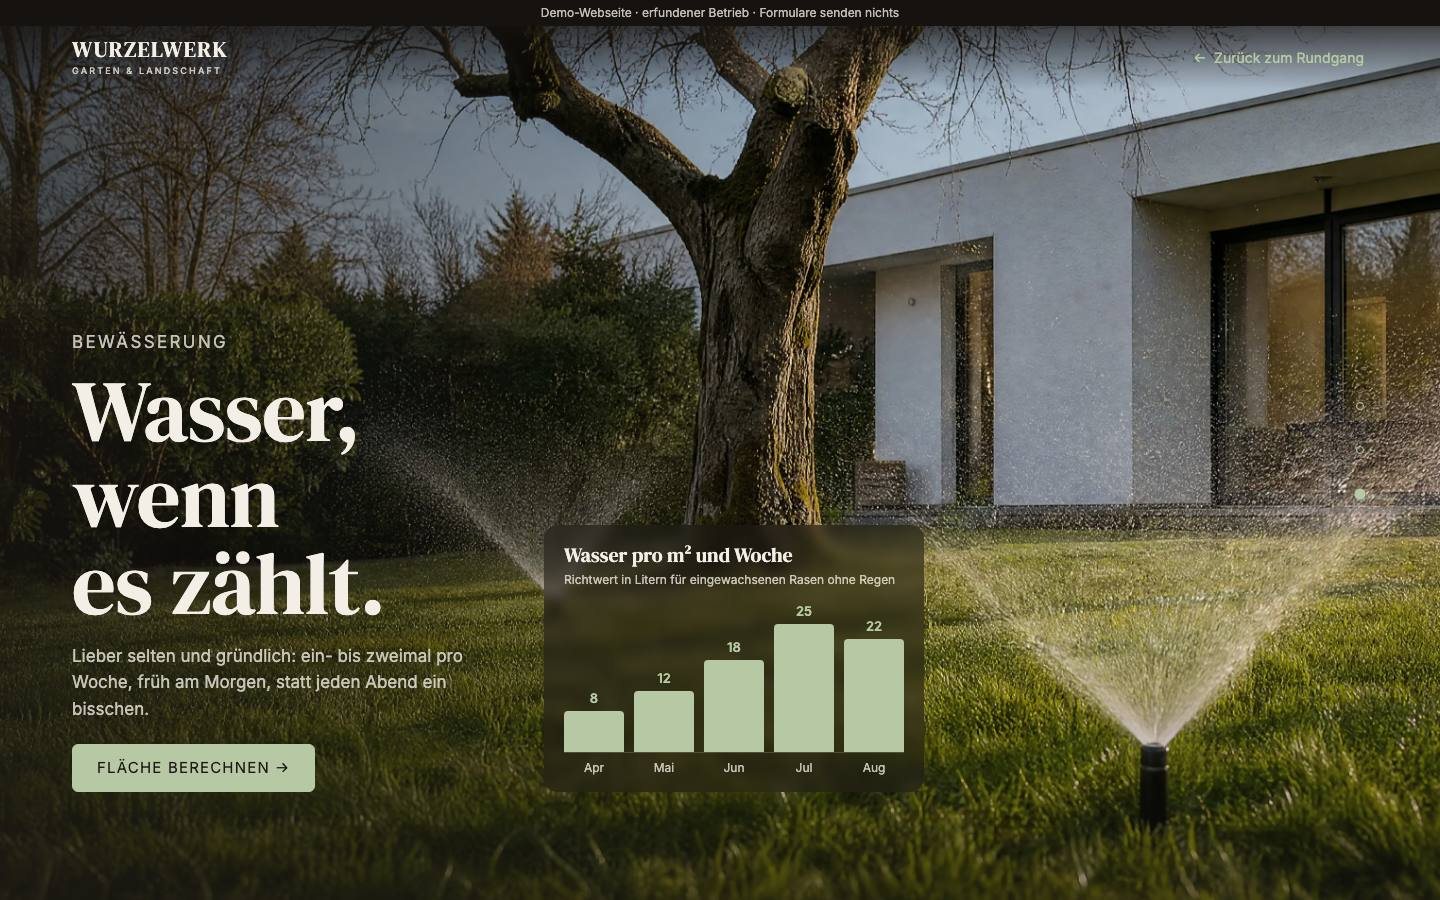 Demo-Webseite · erfundener Betrieb · Formulare senden nichts
WURZELWERK
GARTEN & LANDSCHAFT
← Zurück zum Rundgang
BEWÄSSERUNG
Wasser,
wenn
es zählt.
Lieber selten und gründlich: ein- bis zweimal pro
Woche, früh am Morgen, statt jeden Abend ein
bisschen.
FLÄCHE BERECHNEN →
Wasser pro m² und Woche
Richtwert in Litern für eingewachsenen Rasen ohne Regen
8 12 18 25 22
Apr Mai Jun Jul Aug